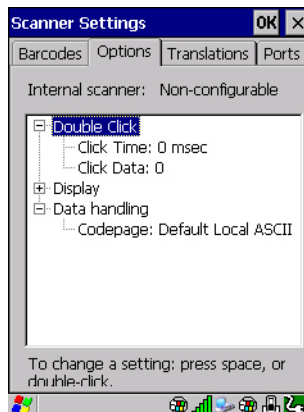 Scanner Settings OK ×
Barcodes Options Translations Ports
Internal scanner: Non-configurable
Double Click
Click Time: 0 msec
Click Data: 0
Display
Data handling
Codepage: Default Local ASCII
To change a setting: press space, or
double-click.